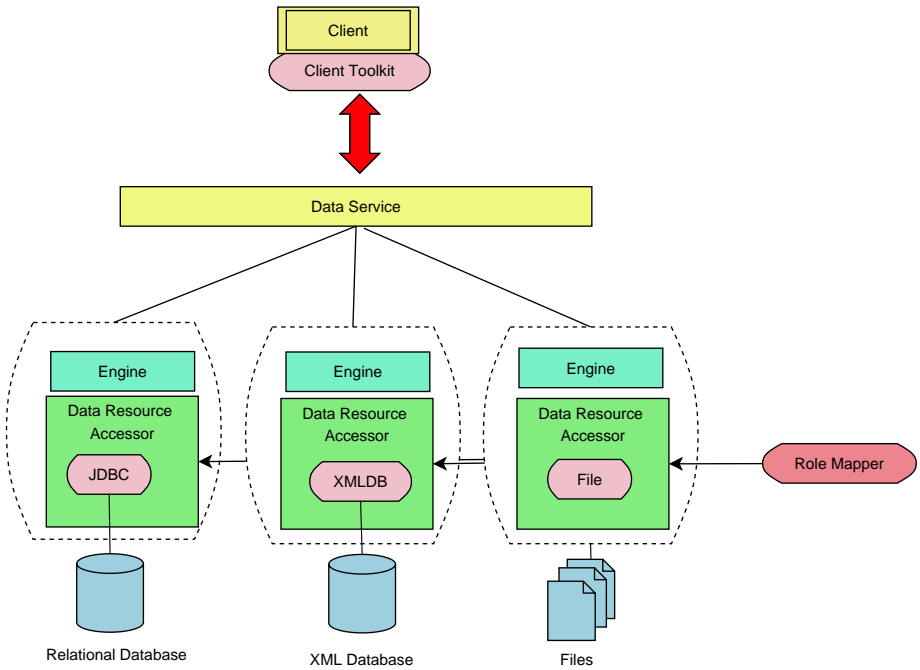 Client
Client Toolkit
Data Service
Engine
Data Resource
Accessor
JDBC
Engine
Data Resource
Accessor
XMLDB
Engine
Data Resource
Accessor
File
Role Mapper
Relational Database
XML Database
Files